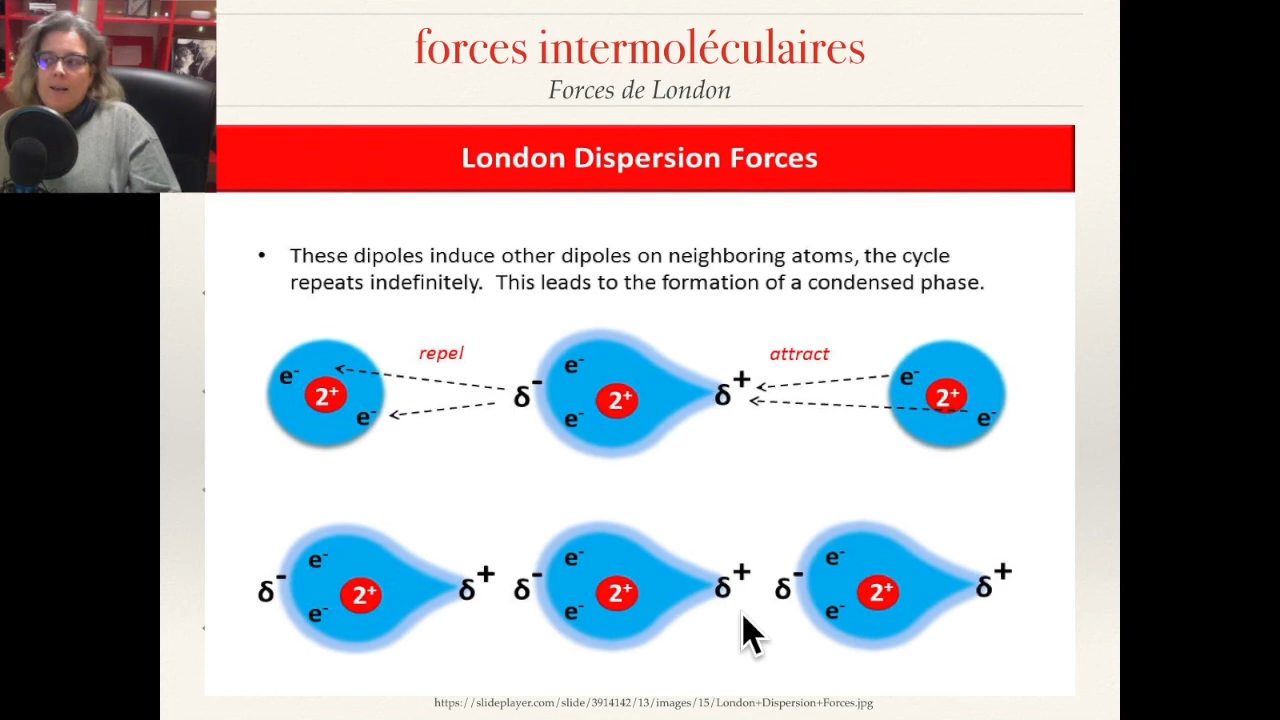 forces intermoléculaires
Forces de London
London Dispersion Forces
• These dipoles induce other dipoles on neighboring atoms, the cycle
repeats indefinitely. This leads to the formation of a condensed phase.
repel
attract
e⁻ 2⁺ e⁻ δ⁻ e⁻ 2⁺ e⁻ δ⁺ e⁻ 2⁺ e⁻
δ⁻ e⁻ 2⁺ e⁻ δ⁺ δ⁻ e⁻ 2⁺ e⁻ δ⁺ δ⁻ e⁻ 2⁺ e⁻ δ⁺
https://slideplayer.com/slide/3914142/13/images/15/London+Dispersion+Forces.jpg